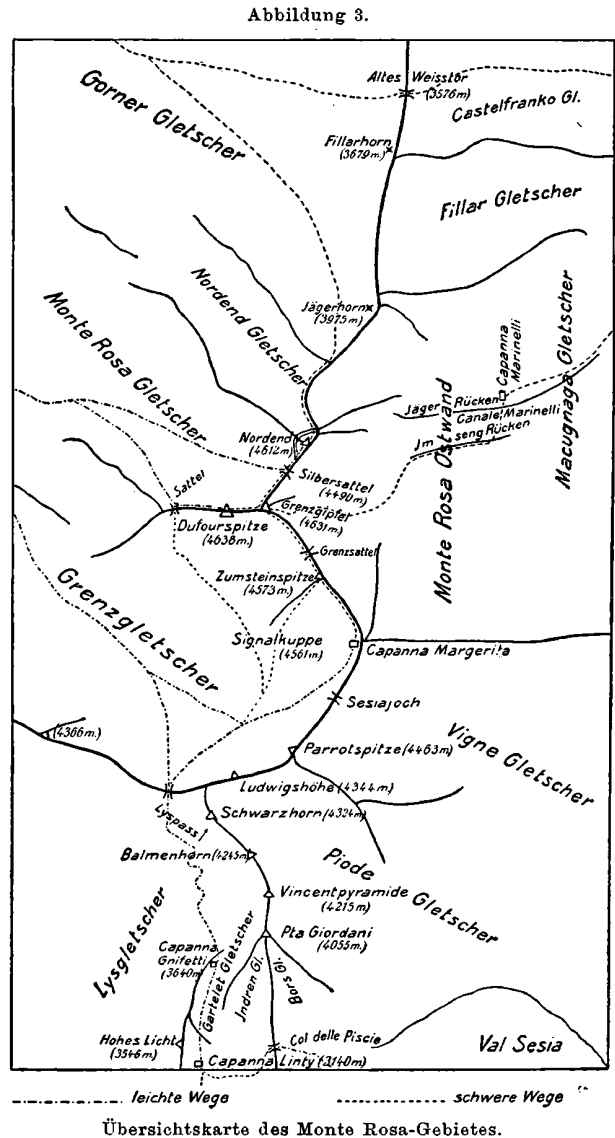 Abbildung 3.
Altes Weisstor
(3576 m)
Castelfranko Gl.
Gorner Gletscher
Fillarhorn
(3679 m.)
Fillar Gletscher
Nordend Gletscher
Jägerhorn
(3975 m)
Monte Rosa Gletscher
Capanna
Marinelli
Macugnaga Gletscher
Jäger Rücken
Canale Marinelli
Jm seng Rücken
Monte Rosa Ostwand
Nordend
(4612 m)
Silbersattel
(4490 m)
Sattel
Grenzgipfel
(4631 m)
Dufourspitze
(4638 m.)
Grenzsattel
Zumsteinspitze
(4573 m.)
Grenzgletscher
Signalkuppe
(4561 m)
Capanna Margerita
Sesiajoch
(4366 m.)
Parrotspitze (4463 m)
Vigne Gletscher
Ludwigshöhe (4344 m)
Lyspass
Schwarzhorn (4324 m)
Balmenhorn (4245 m)
Piode Gletscher
Vincentpyramide
(4215 m)
Lysgletscher
Pta Giordani
(4055 m.)
Capanna
Gnifetti
(3640 m)
Gartelet Gletscher
Jndren Gl.
Bors Gl.
Hohes Licht
(3546 m)
Col delle Piscie
Val Sesia
Capanna Linty (3140 m)
leichte Wege
schwere Wege
Übersichtskarte des Monte Rosa-Gebietes.